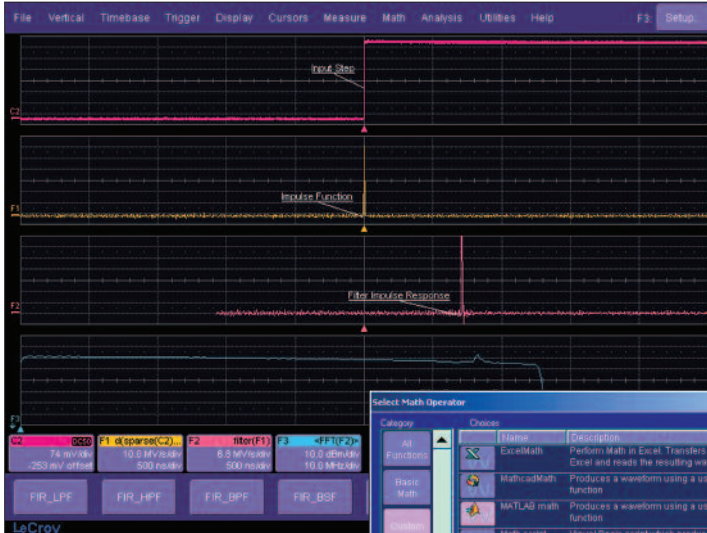 File Vertical Timebase Trigger Display Cursors Measure Math Analysis Utilities Help F3: Setup...
Input Step
C2
Impulse Function
F1
Filter Impulse Response
F2
F3
C2 DC50 F1 d(sparse(C2)... F2 filter(F1) F3 <FFT(F2)>
74 mV/div 10.0 MV/s/div 6.8 MV/s/div 10.0 dBm/div
-253 mV offset 500 ns/div 500 ns/div 10.0 MHz/div
FIR_LPF FIR_HPF FIR_BPF FIR_BSF
LeCroy
Select Math Operator
Category Choices
Name Description
All Functions
ExcelMath Perform Math in Excel. Transfers
Excel and reads the resulting wa
Basic Math
MathcadMath Produces a waveform using a us
function
Custom
MATLAB math Produces a waveform using a us
function